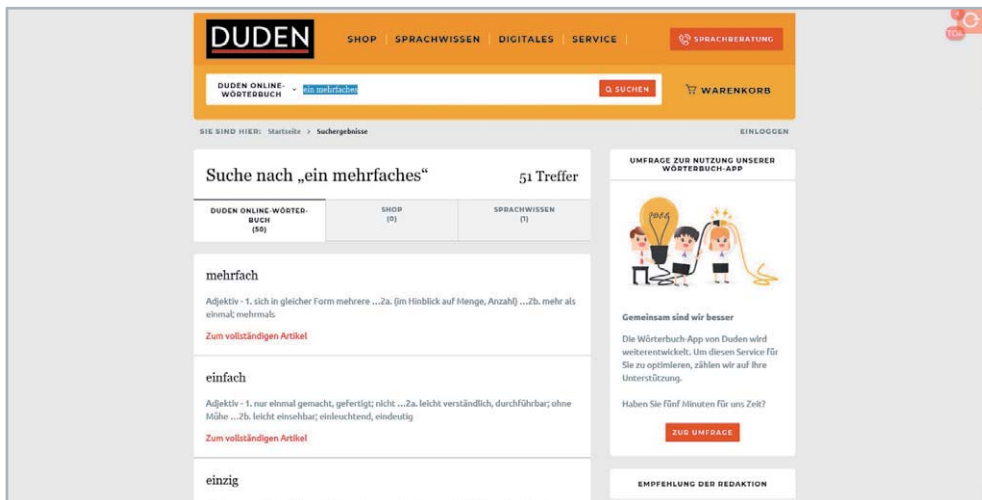 DUDEN
SHOP
SPRACHWISSEN
DIGITALES
SERVICE
SPRACHBERATUNG
DUDEN ONLINE-
WÖRTERBUCH
ein mehrfaches
SUCHEN
WARENKORB
SIE SIND HIER: Startseite > Suchergebnisse
EINLOGGEN
Suche nach „ein mehrfaches“
51 Treffer
DUDEN ONLINE-WÖRTER-
BUCH
(50)
SHOP
(0)
SPRACHWISSEN
(1)
mehrfach
Adjektiv - 1. sich in gleicher Form mehrere …2a. (im Hinblick auf Menge, Anzahl) …2b. mehr als
einmal; mehrmals
Zum vollständigen Artikel
einfach
Adjektiv - 1. nur einmal gemacht, gefertigt; nicht …2a. leicht verständlich, durchführbar; ohne
Mühe …2b. leicht einsehbar; einleuchtend, eindeutig
Zum vollständigen Artikel
einzig
UMFRAGE ZUR NUTZUNG UNSERER
WÖRTERBUCH-APP
Gemeinsam sind wir besser
Die Wörterbuch-App von Duden wird
weiterentwickelt. Um diesen Service für
Sie zu optimieren, zählen wir auf Ihre
Unterstützung.
Haben Sie fünf Minuten für uns Zeit?
ZUR UMFRAGE
EMPFEHLUNG DER REDAKTION